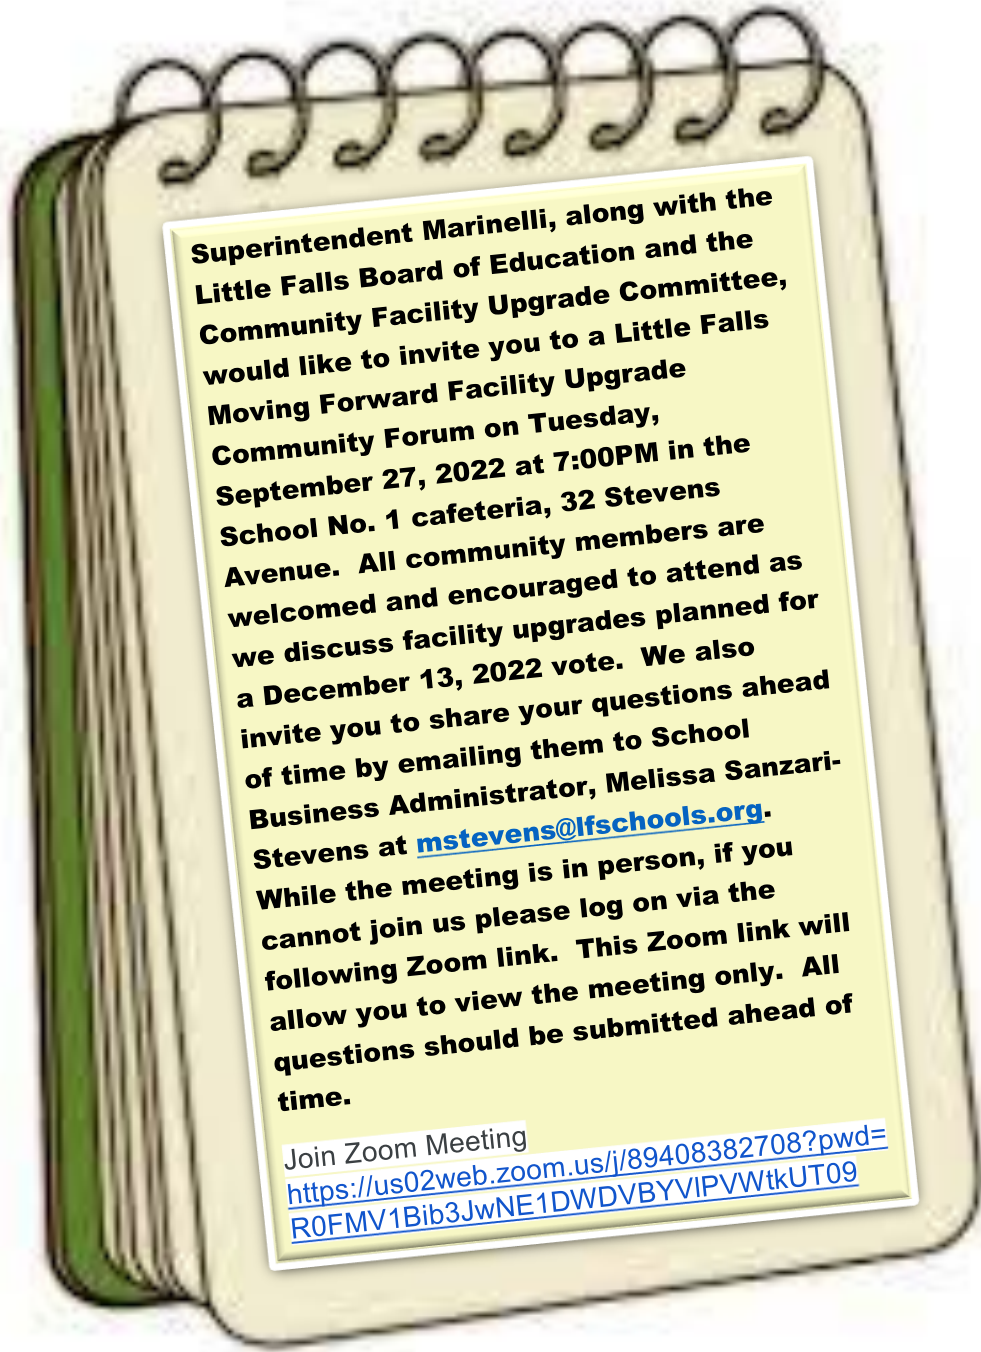 Superintendent Marinelli, along with the
Little Falls Board of Education and the
Community Facility Upgrade Committee,
would like to invite you to a Little Falls
Moving Forward Facility Upgrade
Community Forum on Tuesday,
September 27, 2022 at 7:00PM in the
School No. 1 cafeteria, 32 Stevens
Avenue.  All community members are
welcomed and encouraged to attend as
we discuss facility upgrades planned for
a December 13, 2022 vote.  We also
invite you to share your questions ahead
of time by emailing them to School
Business Administrator, Melissa Sanzari-
Stevens at mstevens@lfschools.org.
While the meeting is in person, if you
cannot join us please log on via the
following Zoom link.  This Zoom link will
allow you to view the meeting only.  All
questions should be submitted ahead of
time.
Join Zoom Meeting
https://us02web.zoom.us/j/89408382708?pwd=
R0FMV1Bib3JwNE1DWDVBYVlPVWtkUT09